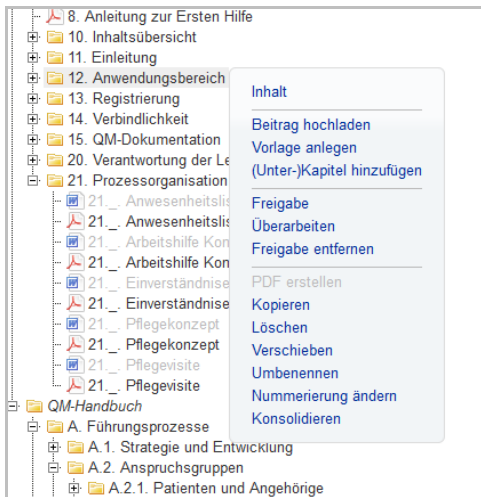 8. Anleitung zur Ersten Hilfe
10. Inhaltsübersicht
11. Einleitung
12. Anwendungsbereich
13. Registrierung
14. Verbindlichkeit
15. QM-Dokumentation
20. Verantwortung der Le
21. Prozessorganisation
21._. Anwesenheitslis
21._. Anwesenheitslis
21._. Arbeitshilfe Kon
21._. Arbeitshilfe Kon
21._. Einverständnise
21._. Einverständnise
21._. Pflegekonzept
21._. Pflegekonzept
21._. Pflegevisite
21._. Pflegevisite
QM-Handbuch
A. Führungsprozesse
A.1. Strategie und Entwicklung
A.2. Anspruchsgruppen
A.2.1. Patienten und Angehörige
Inhalt
Beitrag hochladen
Vorlage anlegen
(Unter-)Kapitel hinzufügen
Freigabe
Überarbeiten
Freigabe entfernen
PDF erstellen
Kopieren
Löschen
Verschieben
Umbenennen
Nummerierung ändern
Konsolidieren